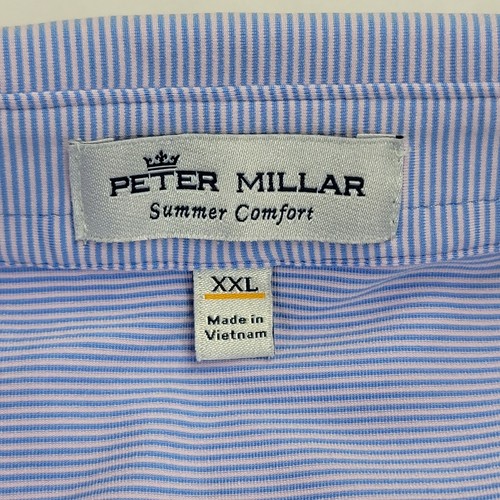 PETER MILLAR
Summer Comfort
XXL
Made in
Vietnam